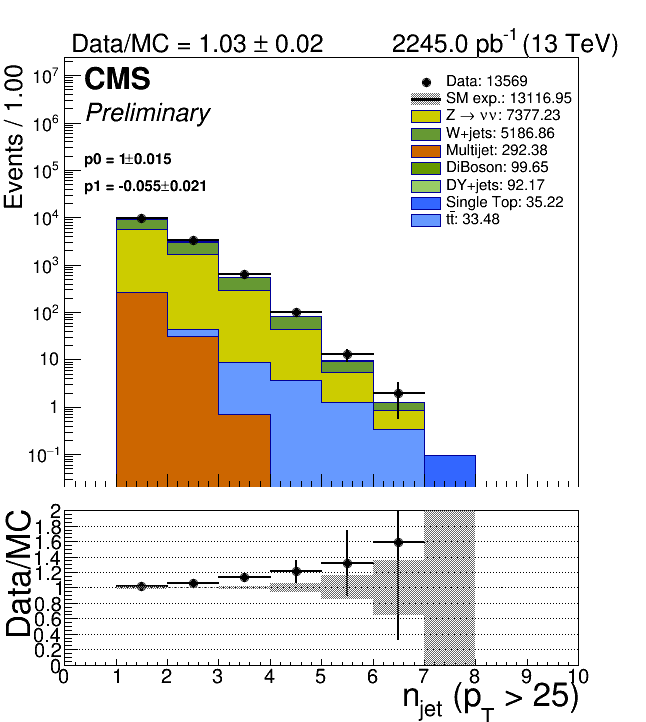 Data/MC = 1.03 ± 0.02 2245.0 pb⁻¹ (13 TeV)
Events / 1.00
CMS
Preliminary
p0 = 1±0.015
p1 = -0.055±0.021
Data: 13569
SM exp.: 13116.95
Z → νν: 7377.23
W+jets: 5186.86
Multijet: 292.38
DiBoson: 99.65
DY+jets: 92.17
Single Top: 35.22
tt̄: 33.48
10⁷
10⁶
10⁵
10⁴
10³
10²
10
1
10⁻¹
Data/MC
2
1.8
1.6
1.4
1.2
1
0.8
0.6
0.4
0.2
0
0 1 2 3 4 5 6 7 8 9 10
n_jet (p_T > 25)